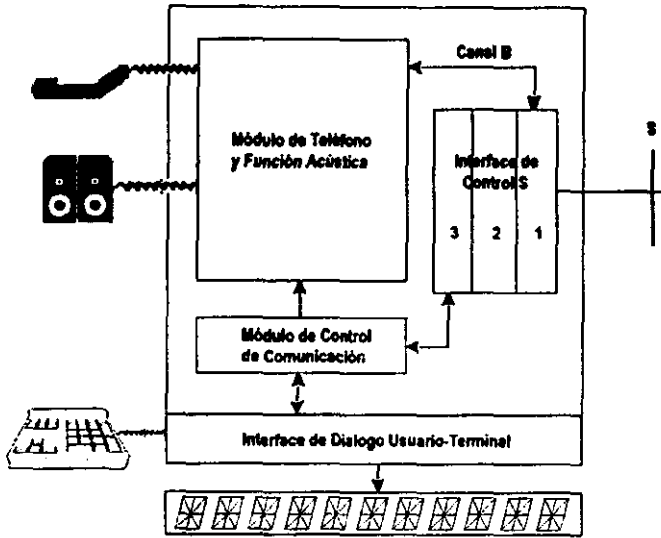 Canal B
Módulo de Teléfono
y Función Acústica
Interface de
Control S
3 2 1
S
Módulo de Control
de Comunicación
Interface de Dialogo Usuario-Terminal